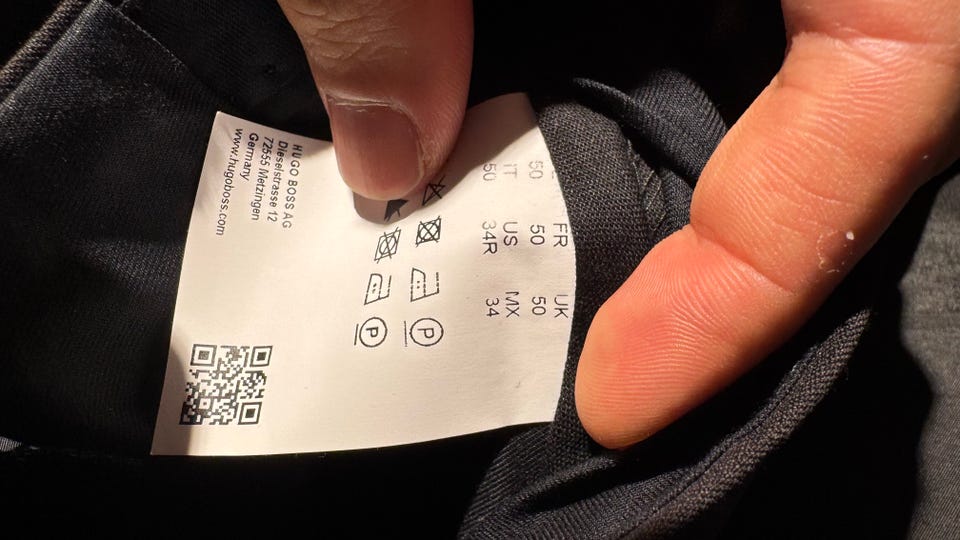 FR UK
50 50 50
IT US MX
50 34R 34
P
P
HUGO BOSS AG
Dieselstrasse 12
72555 Metzingen
Germany
www.hugoboss.com